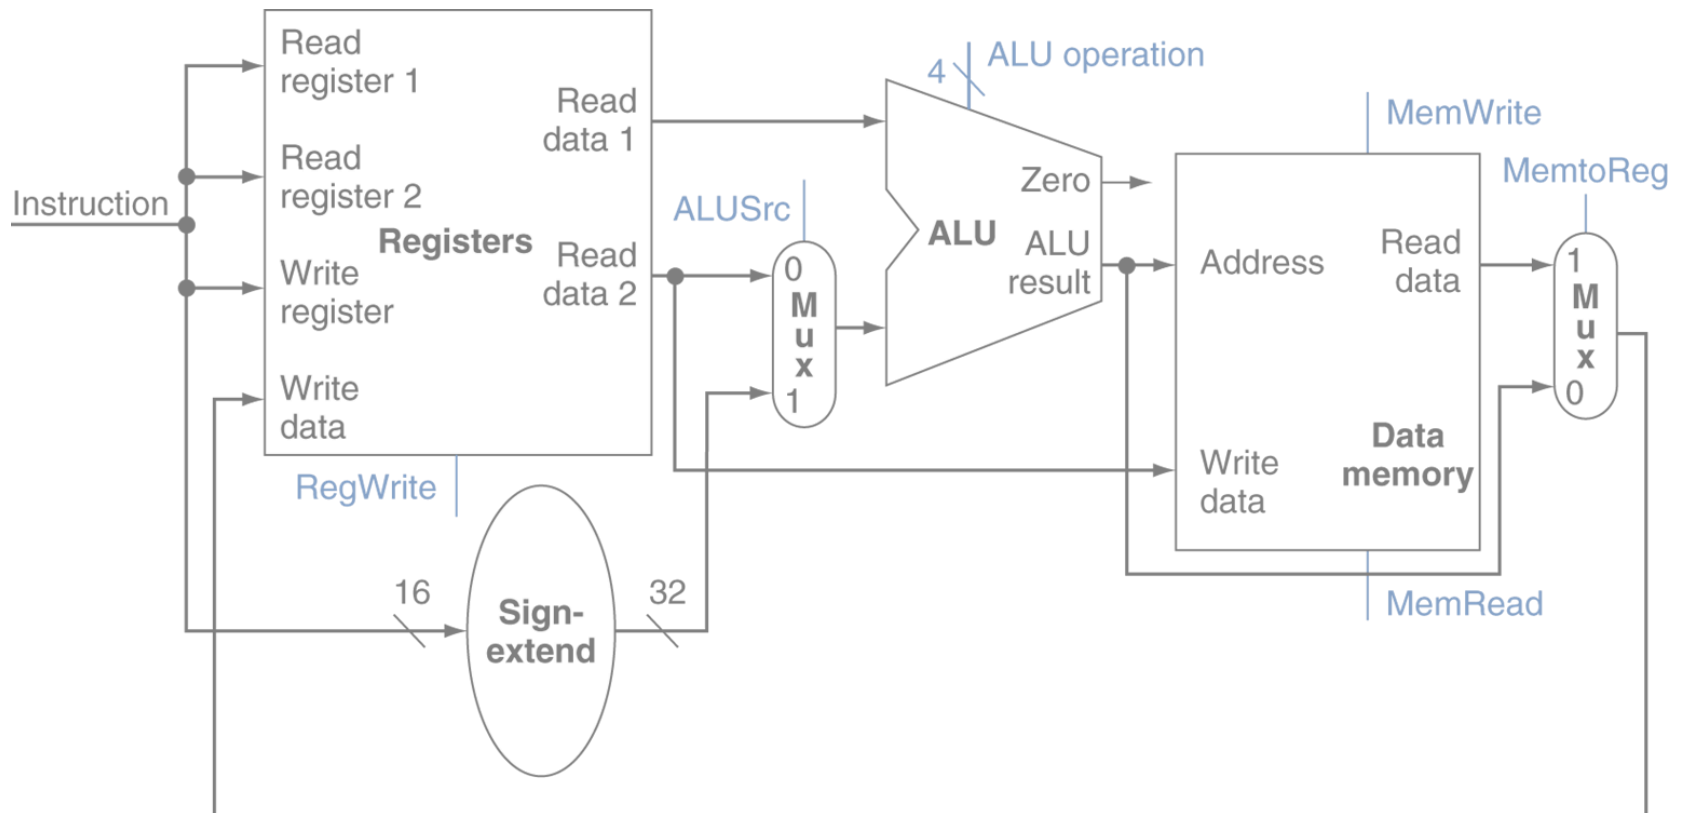 Instruction
Read
register 1
Read
register 2
Write
register
Write
data
Registers
Read
data 1
Read
data 2
RegWrite
16
Sign-
extend
32
ALUSrc
0
M
u
x
1
4
ALU operation
ALU
Zero
ALU
result
MemWrite
Address
Read
data
Write
data
Data
memory
MemRead
MemtoReg
1
M
u
x
0